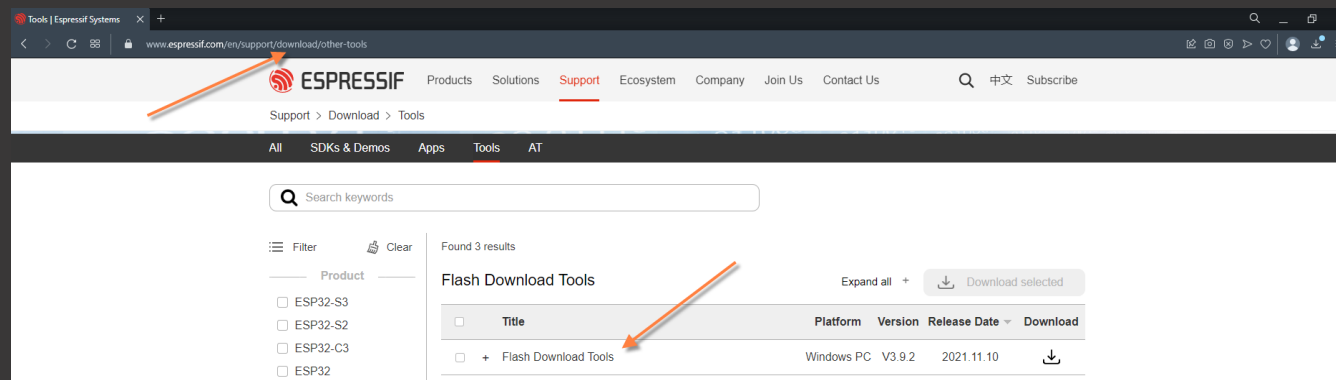 Tools | Espressif Systems
www.espressif.com/en/support/download/other-tools
ESPRESSIF Products Solutions Support Ecosystem Company Join Us Contact Us 中文 Subscribe
Support > Download > Tools
All SDKs & Demos Apps Tools AT
Search keywords
Filter Clear Found 3 results
Product Flash Download Tools Expand all + Download selected
ESP32-S3
Title Platform Version Release Date Download
ESP32-S2
ESP32-C3 + Flash Download Tools Windows PC V3.9.2 2021.11.10
ESP32